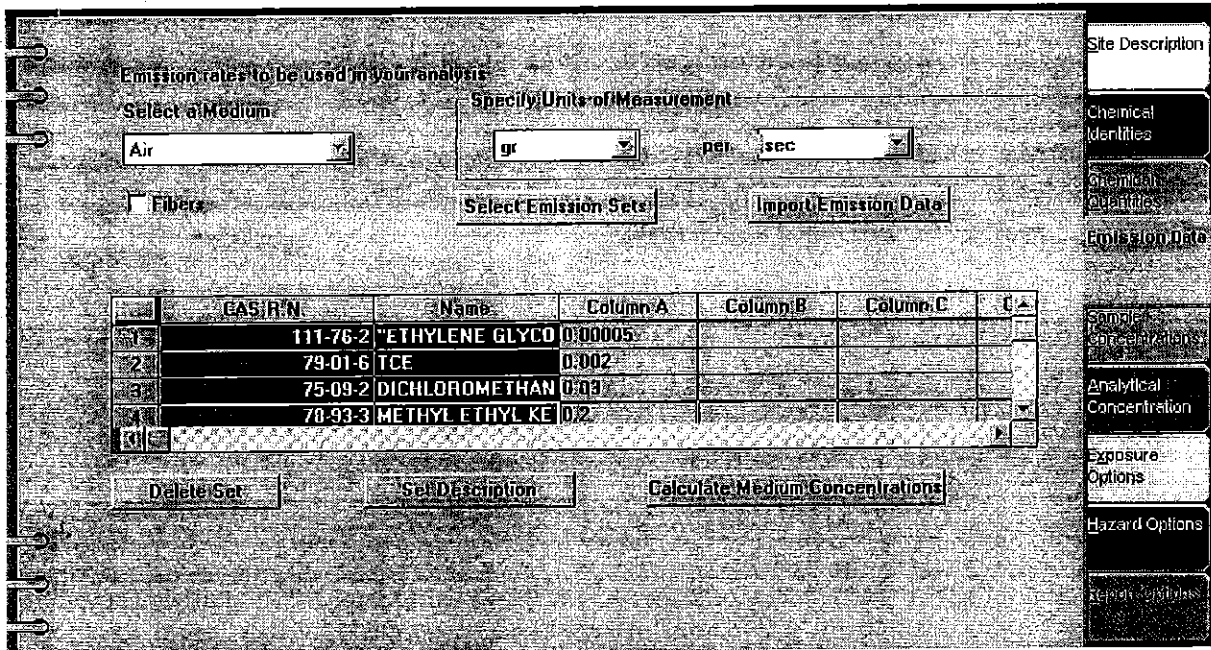 Emission rates to be used in your analysis
Select a Medium
Specify Units of Measurement
Air
gr
per
sec
Fibers
Select Emission Sets
Import Emission Data
CAS R N
Name
Column A
Column B
Column C
C
1
111-76-2
"ETHYLENE GLYCO
0.00005
2
79-01-6
TCE
0.002
3
75-09-2
DICHLOROMETHAN
0.03
4
78-93-3
METHYL ETHYL KE
0.2
Delete Set
Set Description
Calculate Medium Concentrations
Site Description
Chemical
Identities
Chemical
Quantities
Emission Data
Sample
Concentrations
Analytical
Concentration
Exposure
Options
Hazard Options
Report Options